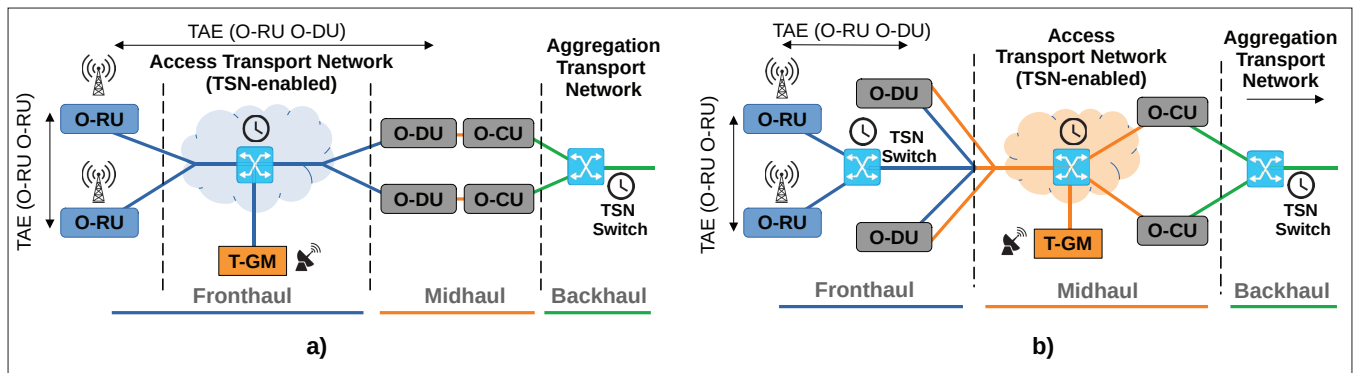 TAE (O-RU O-DU)
Access Transport Network
(TSN-enabled)
Aggregation
Transport
Network
TAE (O-RU O-RU)
O-RU
O-RU
O-DU
O-CU
O-DU
O-CU
TSN
Switch
T-GM
Fronthaul
Midhaul
Backhaul
a)
TAE (O-RU O-DU)
Access
Transport Network
(TSN-enabled)
Aggregation
Transport
Network
TAE (O-RU O-RU)
O-RU
O-RU
O-DU
TSN
Switch
O-DU
O-CU
O-CU
TSN
Switch
T-GM
Fronthaul
Midhaul
Backhaul
b)